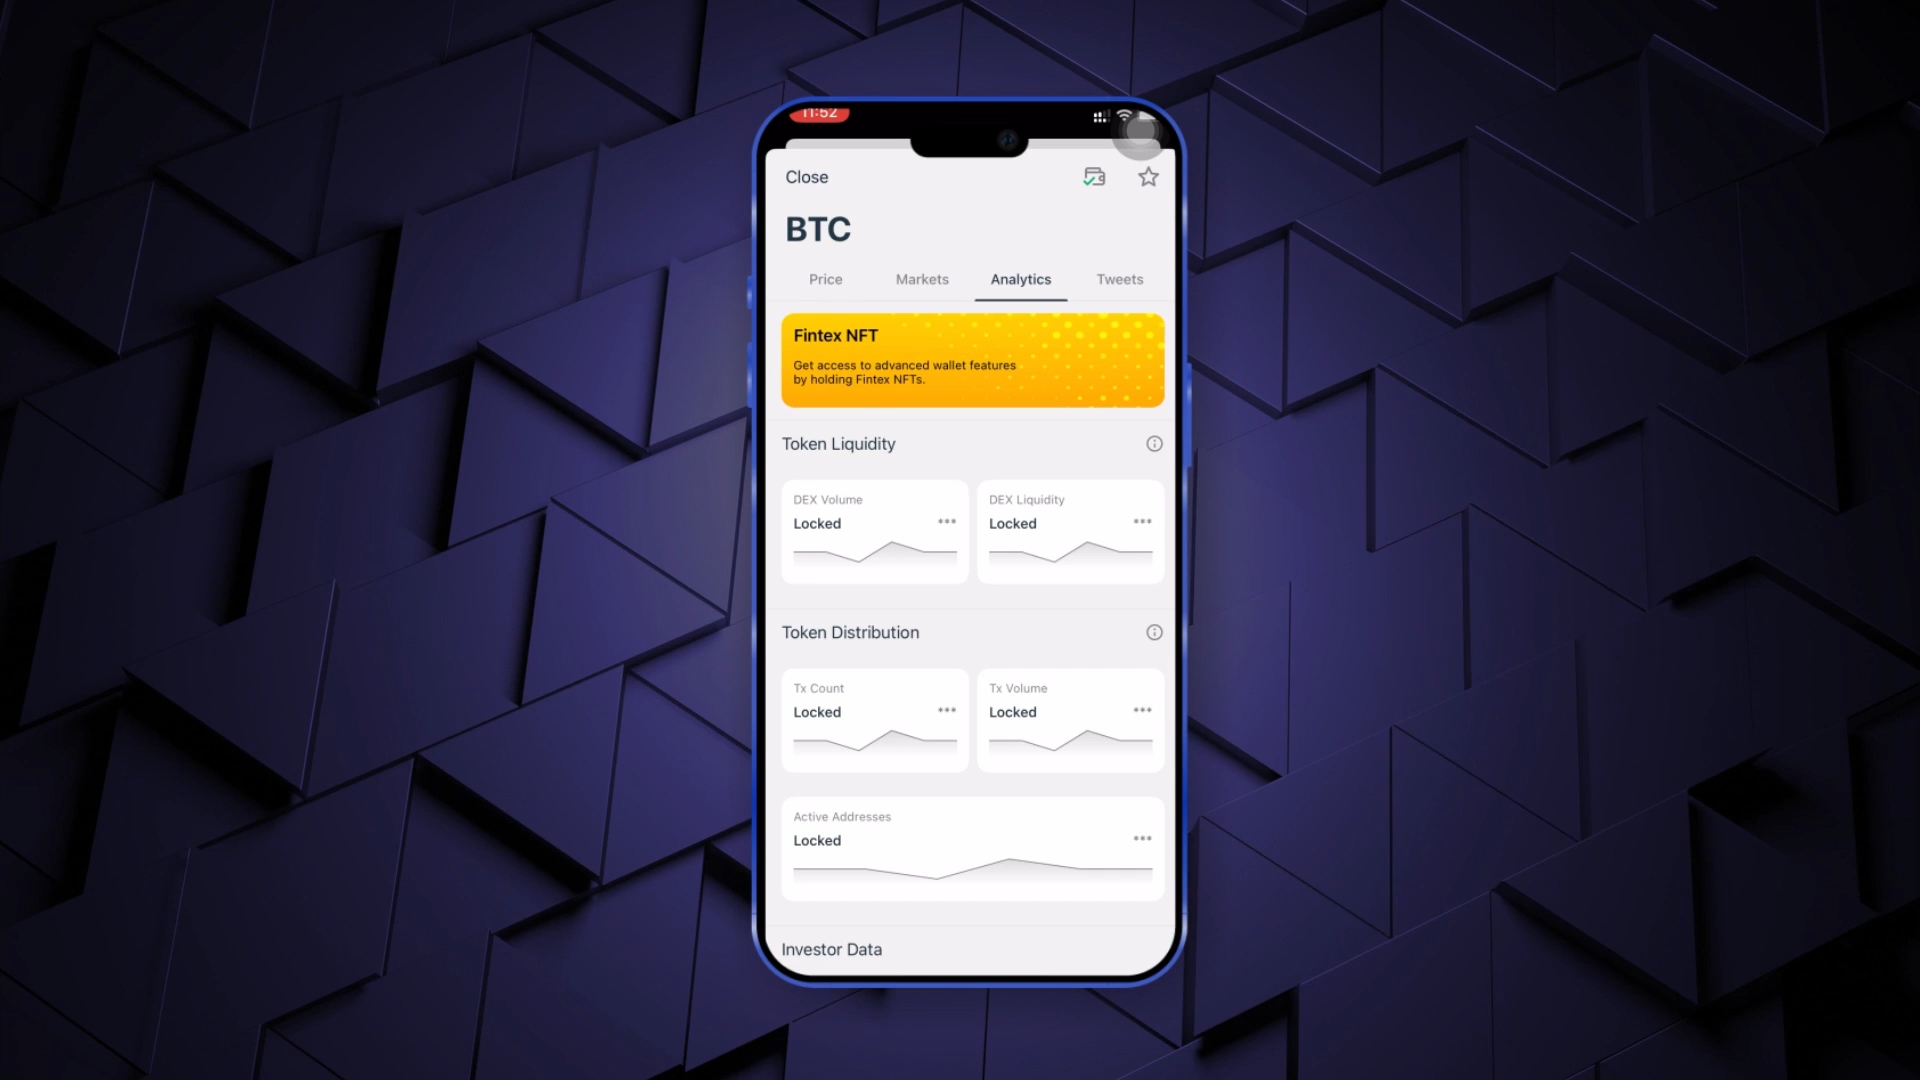 11:52
Close
BTC
Price Markets Analytics Tweets
Fintex NFT
Get access to advanced wallet features
by holding Fintex NFTs.
Token Liquidity
DEX Volume DEX Liquidity
Locked *** Locked ***
Token Distribution
Tx Count Tx Volume
Locked *** Locked ***
Active Addresses
Locked ***
Investor Data